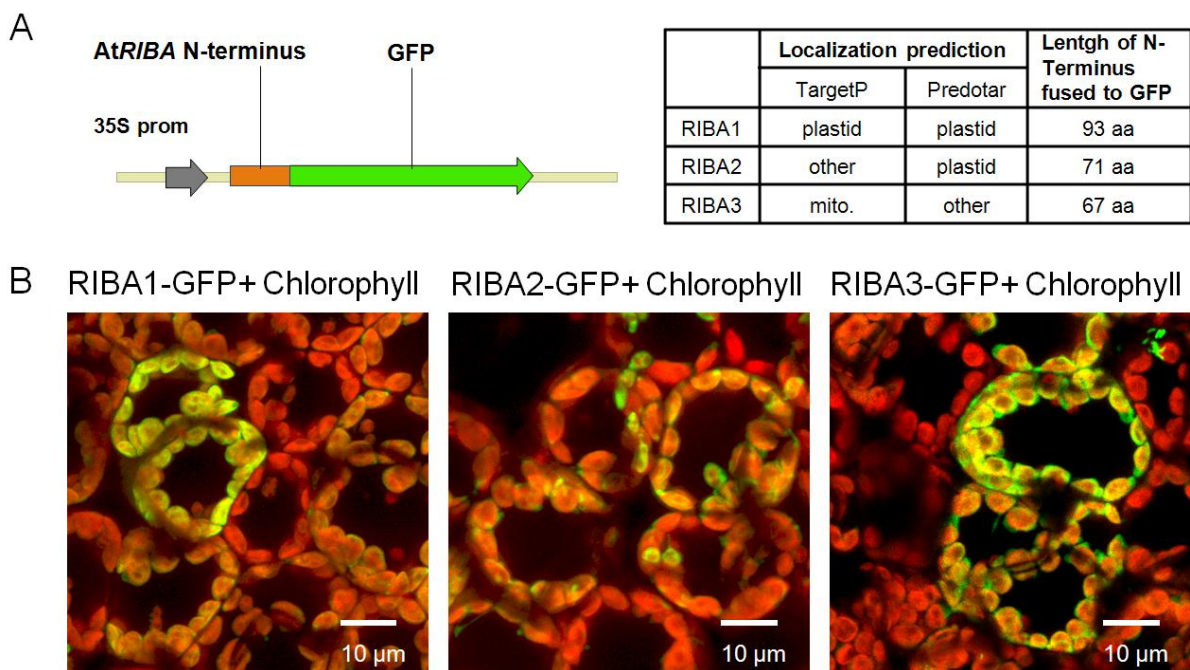 A
AtRIBA N-terminus
GFP
35S prom
Localization prediction
Lentgh of N-
Terminus
fused to GFP
TargetP
Predotar
RIBA1
plastid
plastid
93 aa
RIBA2
other
plastid
71 aa
RIBA3
mito.
other
67 aa
B
RIBA1-GFP+ Chlorophyll
RIBA2-GFP+ Chlorophyll
RIBA3-GFP+ Chlorophyll
10 µm
10 µm
10 µm